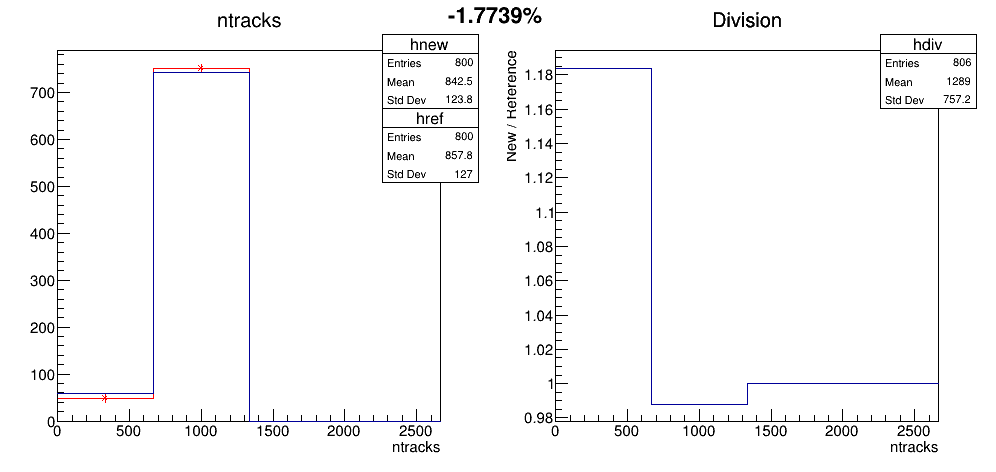 -1.7739%
ntracks
hnew
Entries 800
Mean 842.5
Std Dev 123.8
href
Entries 800
Mean 857.8
Std Dev 127
700
600
500
400
300
200
100
0
0 500 1000 1500 2000 2500
ntracks
Division
hdiv
Entries 806
Mean 1289
Std Dev 757.2
New / Reference
1.18
1.16
1.14
1.12
1.1
1.08
1.06
1.04
1.02
1
0.98
0 500 1000 1500 2000 2500
ntracks